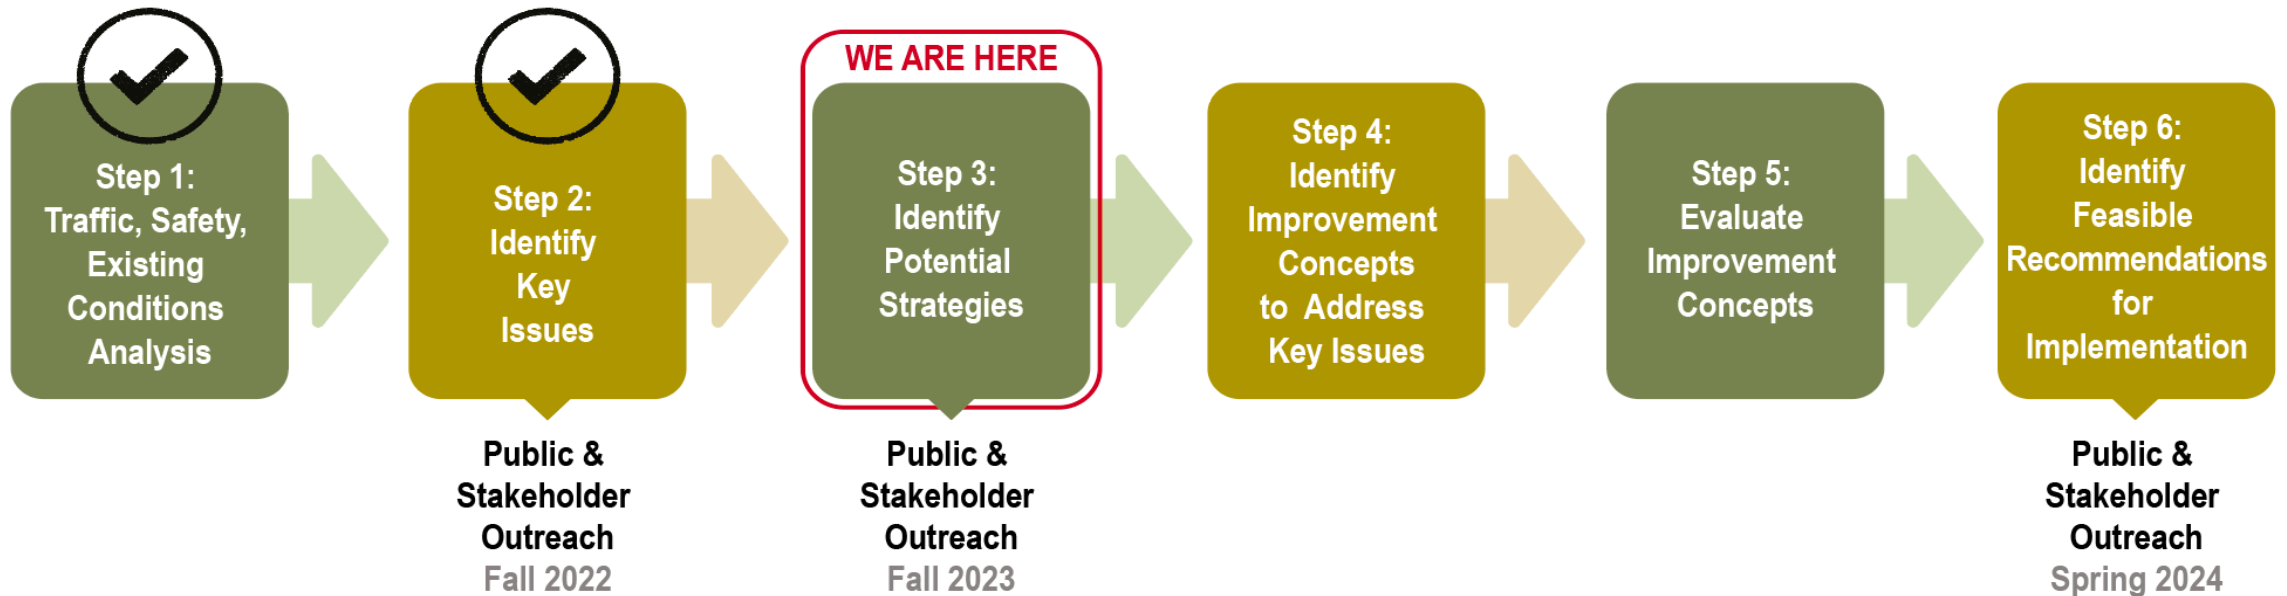 WE ARE HERE
Step 1:
Traffic, Safety,
Existing
Conditions
Analysis
Step 2:
Identify
Key
Issues
Public &
Stakeholder
Outreach
Fall 2022
Step 3:
Identify
Potential
Strategies
Public &
Stakeholder
Outreach
Fall 2023
Step 4:
Identify
Improvement
Concepts
to Address
Key Issues
Step 5:
Evaluate
Improvement
Concepts
Step 6:
Identify
Feasible
Recommendations
for
Implementation
Public &
Stakeholder
Outreach
Spring 2024